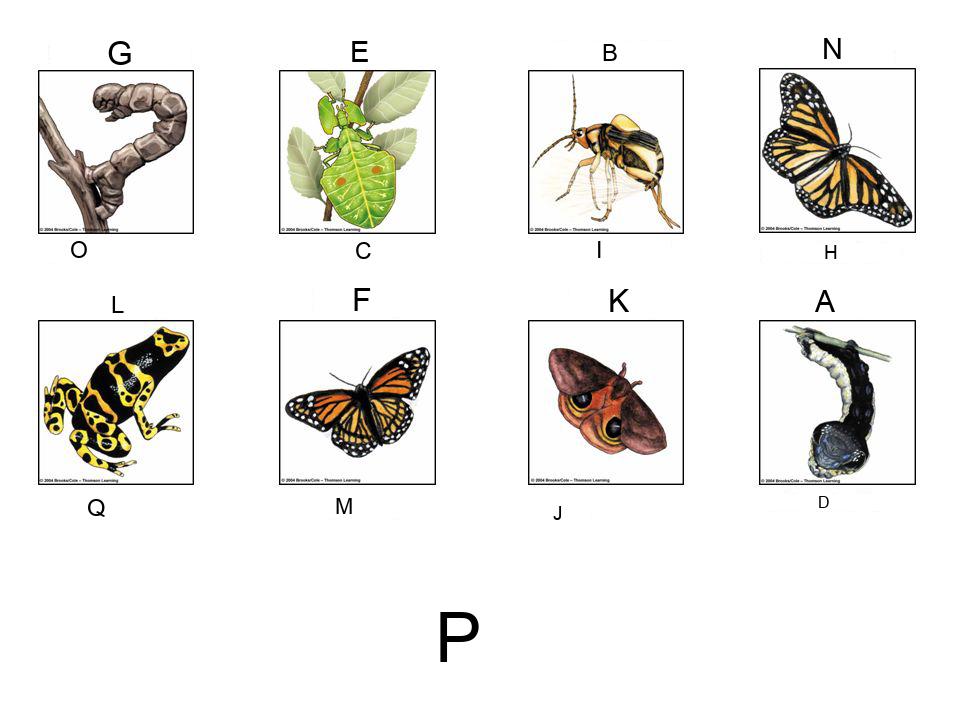 G E B N
© 2004 Brooks/Cole – Thomson Learning © 2004 Brooks/Cole – Thomson Learning © 2004 Brooks/Cole – Thomson Learning © 2004 Brooks/Cole – Thomson Learning
O C I H
L F K A
© 2004 Brooks/Cole – Thomson Learning © 2004 Brooks/Cole – Thomson Learning © 2004 Brooks/Cole – Thomson Learning © 2004 Brooks/Cole – Thomson Learning
Q M J D
P